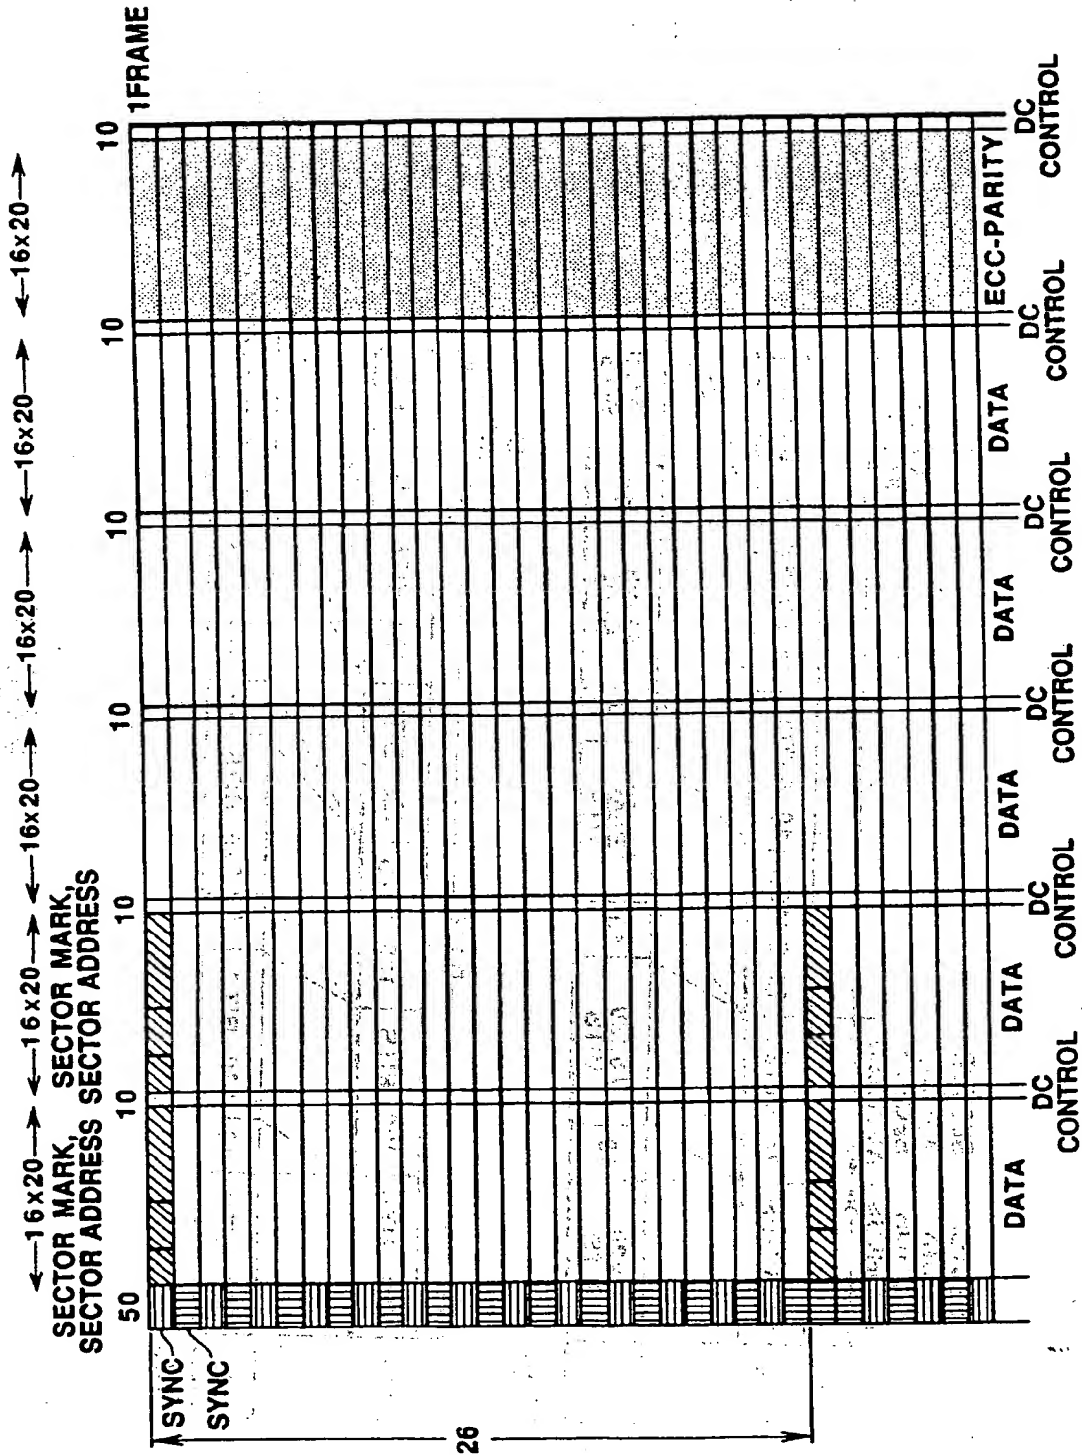 ←16x20→ ←16x20→ ←16x20→ ←16x20→ ←16x20→ ←16x20→
SECTOR MARK, SECTOR MARK,
SECTOR ADDRESS SECTOR ADDRESS
50 10 10 10 10 10 10 1FRAME
SYNC
SYNC
26
DATA DATA DATA DATA DATA ECC-PARITY
DC DC DC DC DC DC
CONTROL CONTROL CONTROL CONTROL CONTROL CONTROL